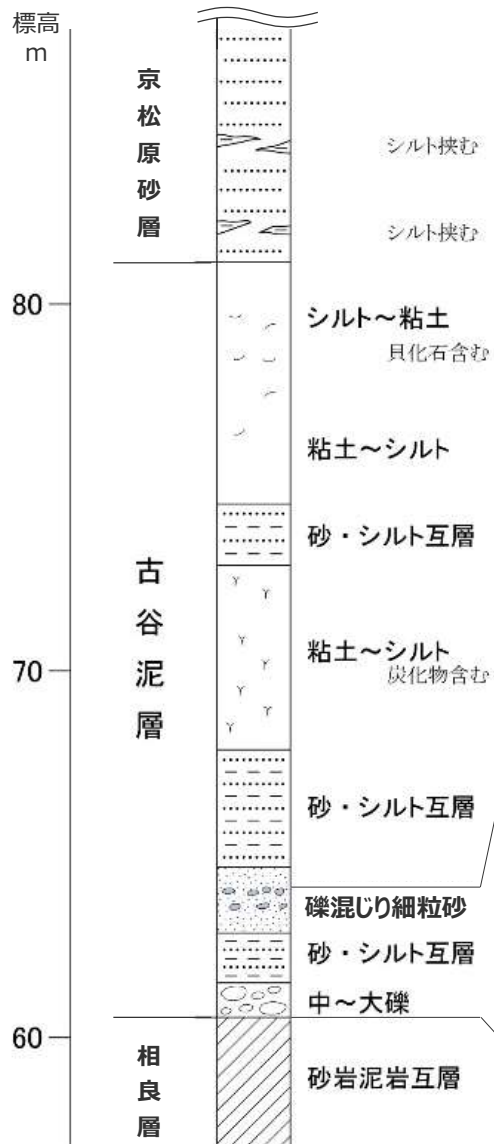 標高
m
京松原砂層
シルト挟む
シルト挟む
80
シルト～粘土
貝化石含む
粘土～シルト
砂・シルト互層
古谷泥層
粘土～シルト
炭化物含む
70
砂・シルト互層
礫混じり細粒砂
砂・シルト互層
中～大礫
60
相良層
砂岩泥岩互層